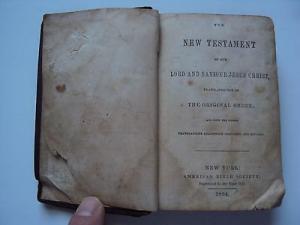 THE
NEW TESTAMENT
OF OUR
LORD AND SAVIOUR JESUS CHRIST,
TRANSLATED OUT OF
THE ORIGINAL GREEK,
AND WITH THE FORMER
TRANSLATIONS DILIGENTLY COMPARED AND REVISED.
NEW YORK:
AMERICAN BIBLE SOCIETY,